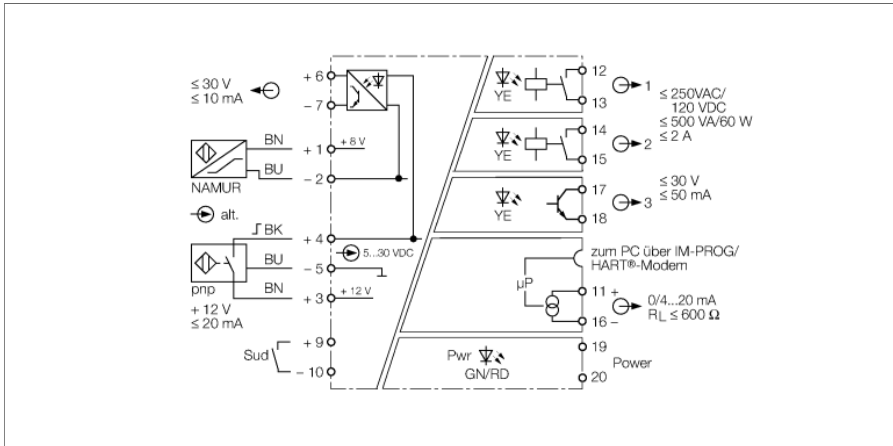 ≤ 30 V
≤ 10 mA
+ 6
- 7
BN
+ 1
+ 8 V
BU
- 2
NAMUR
alt.
BK
+ 4
5...30 VDC
BU
- 5
pnp
BN
+ 3
+ 12 V
+ 12 V
≤ 20 mA
Sud
+ 9
- 10
YE
12
13
1
≤ 250VAC/
120 VDC
≤ 500 VA/60 W
≤ 2 A
YE
14
15
2
YE
17
18
3
≤ 30 V
≤ 50 mA
zum PC über IM-PROG/
HART®-Modem
µP
11 +
16 –
0/4...20 mA
RL ≤ 600 Ω
Pwr
GN/RD
19
20
Power